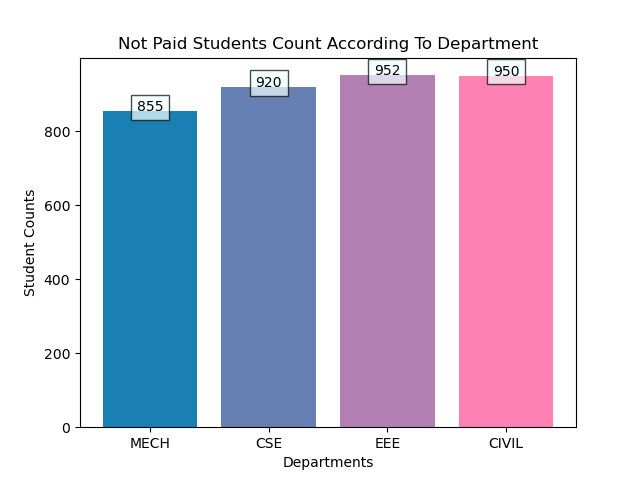 Not Paid Students Count According To Department
855
920
952
950
Student Counts
800
600
400
200
0
MECH
CSE
EEE
CIVIL
Departments